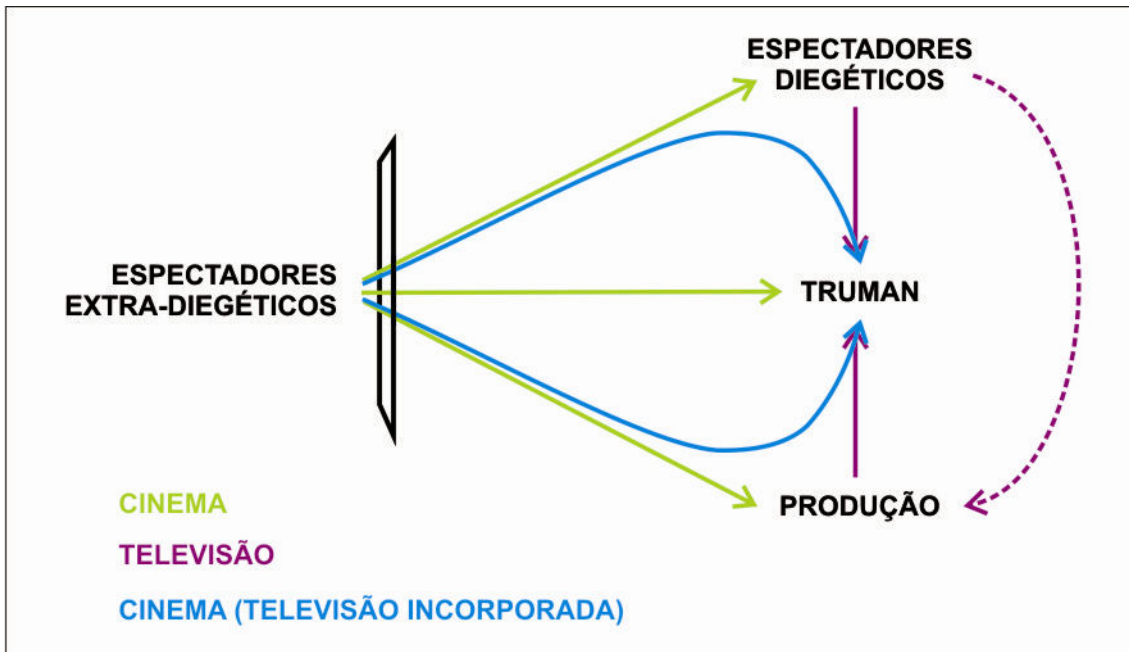 ESPECTADORES
DIEGÉTICOS
ESPECTADORES
EXTRA-DIEGÉTICOS
TRUMAN
PRODUÇÃO
CINEMA
TELEVISÃO
CINEMA (TELEVISÃO INCORPORADA)